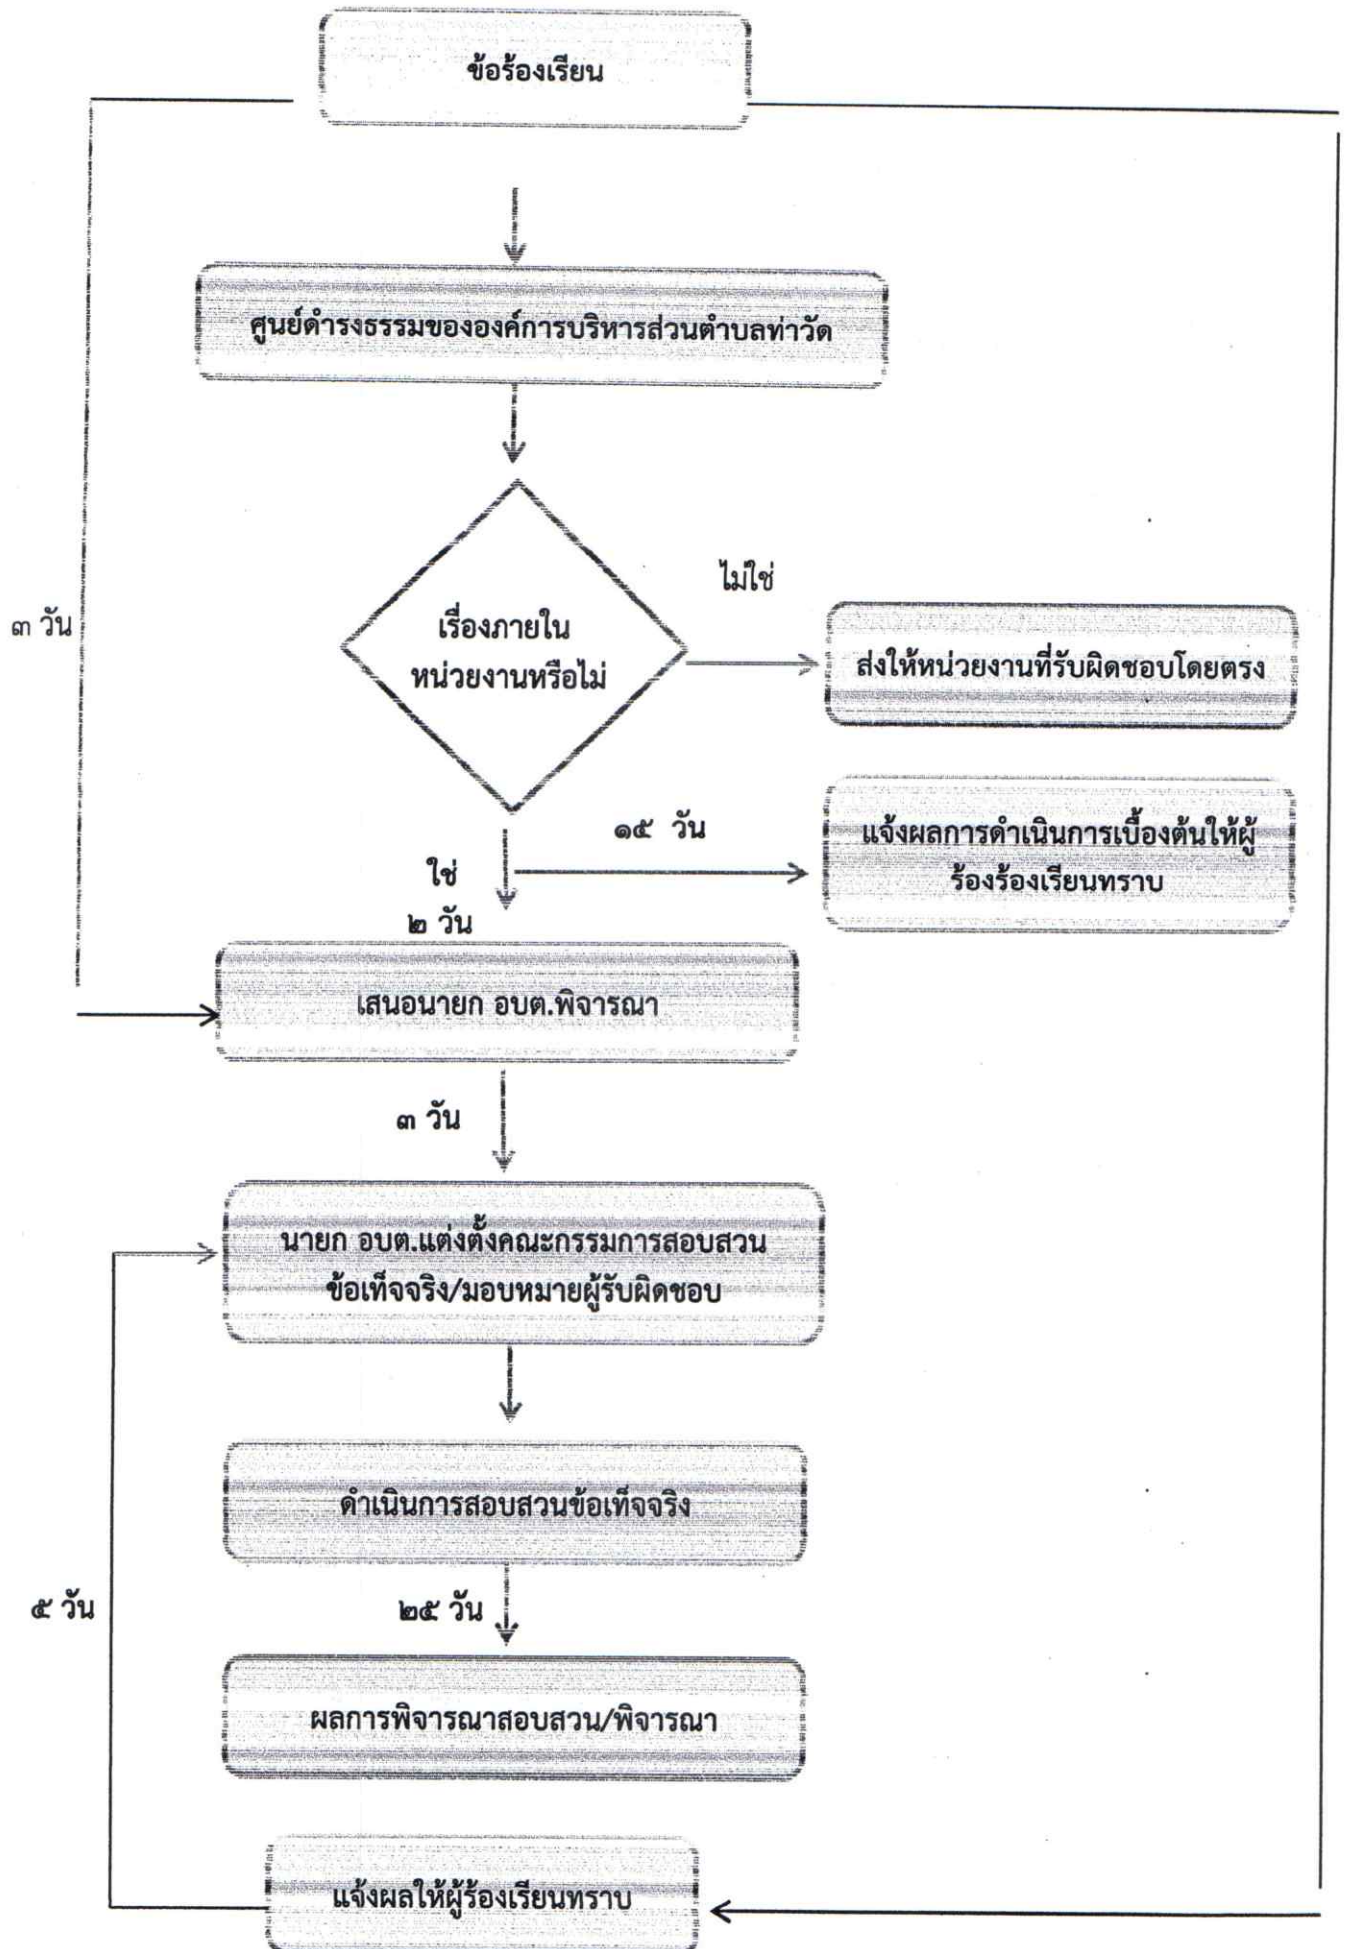 ข้อร้องเรียน
ศูนย์ดำรงธรรมขององค์การบริหารส่วนตำบลท่าวัด
ไม่ใช่
๓ วัน
เรื่องภายใน
หน่วยงานหรือไม่
ส่งให้หน่วยงานที่รับผิดชอบโดยตรง
๑๕ วัน
แจ้งผลการดำเนินการเบื้องต้นให้ผู้
ร้องร้องเรียนทราบ
ใช่
๒ วัน
เสนอนายก อบต.พิจารณา
๓ วัน
นายก อบต.แต่งตั้งคณะกรรมการสอบสวน
ข้อเท็จจริง/มอบหมายผู้รับผิดชอบ
ดำเนินการสอบสวนข้อเท็จจริง
๕ วัน
๒๕ วัน
ผลการพิจารณาสอบสวน/พิจารณา
แจ้งผลให้ผู้ร้องเรียนทราบ